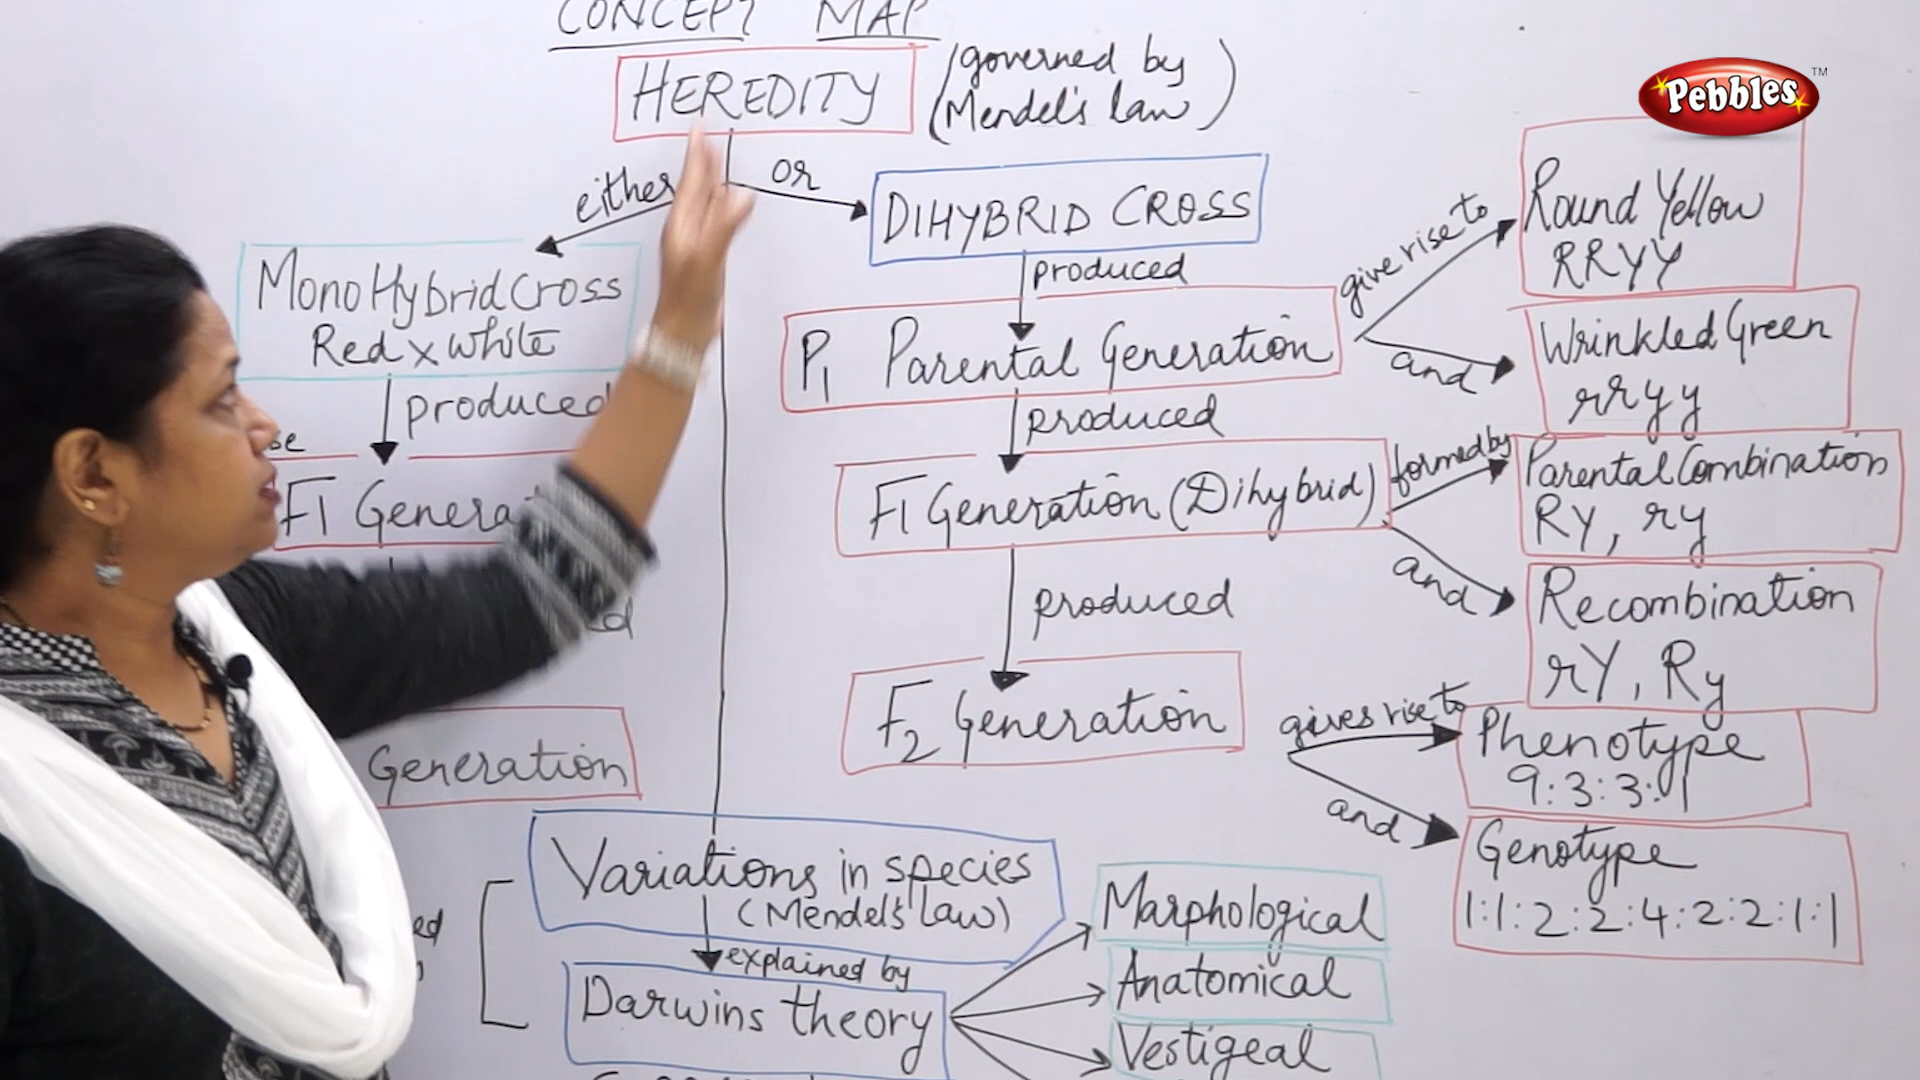 CONCEPT MAP
HEREDITY
(governed by
Mendel's law)
Pebbles
TM
either
or
MonoHybrid Cross
Red x white
produced
F1 Genera
Generation
DIHYBRID CROSS
produced
P1 Parental Generation
give rise to
and
Round Yellow
RRYY
Wrinkled Green
rryy
produced
F1 Generation (Dihybrid)
formed by
and
Parental Combination
RY, ry
Recombination
rY, Ry
produced
F2 Generation
gives rise to
and
Phenotype
9:3:3:1
Genotype
1:1:2:2:4:2:2:1:1
Variations in species
(Mendel's law)
explained by
Darwins theory
Marphological
Anatomical
Vestigeal